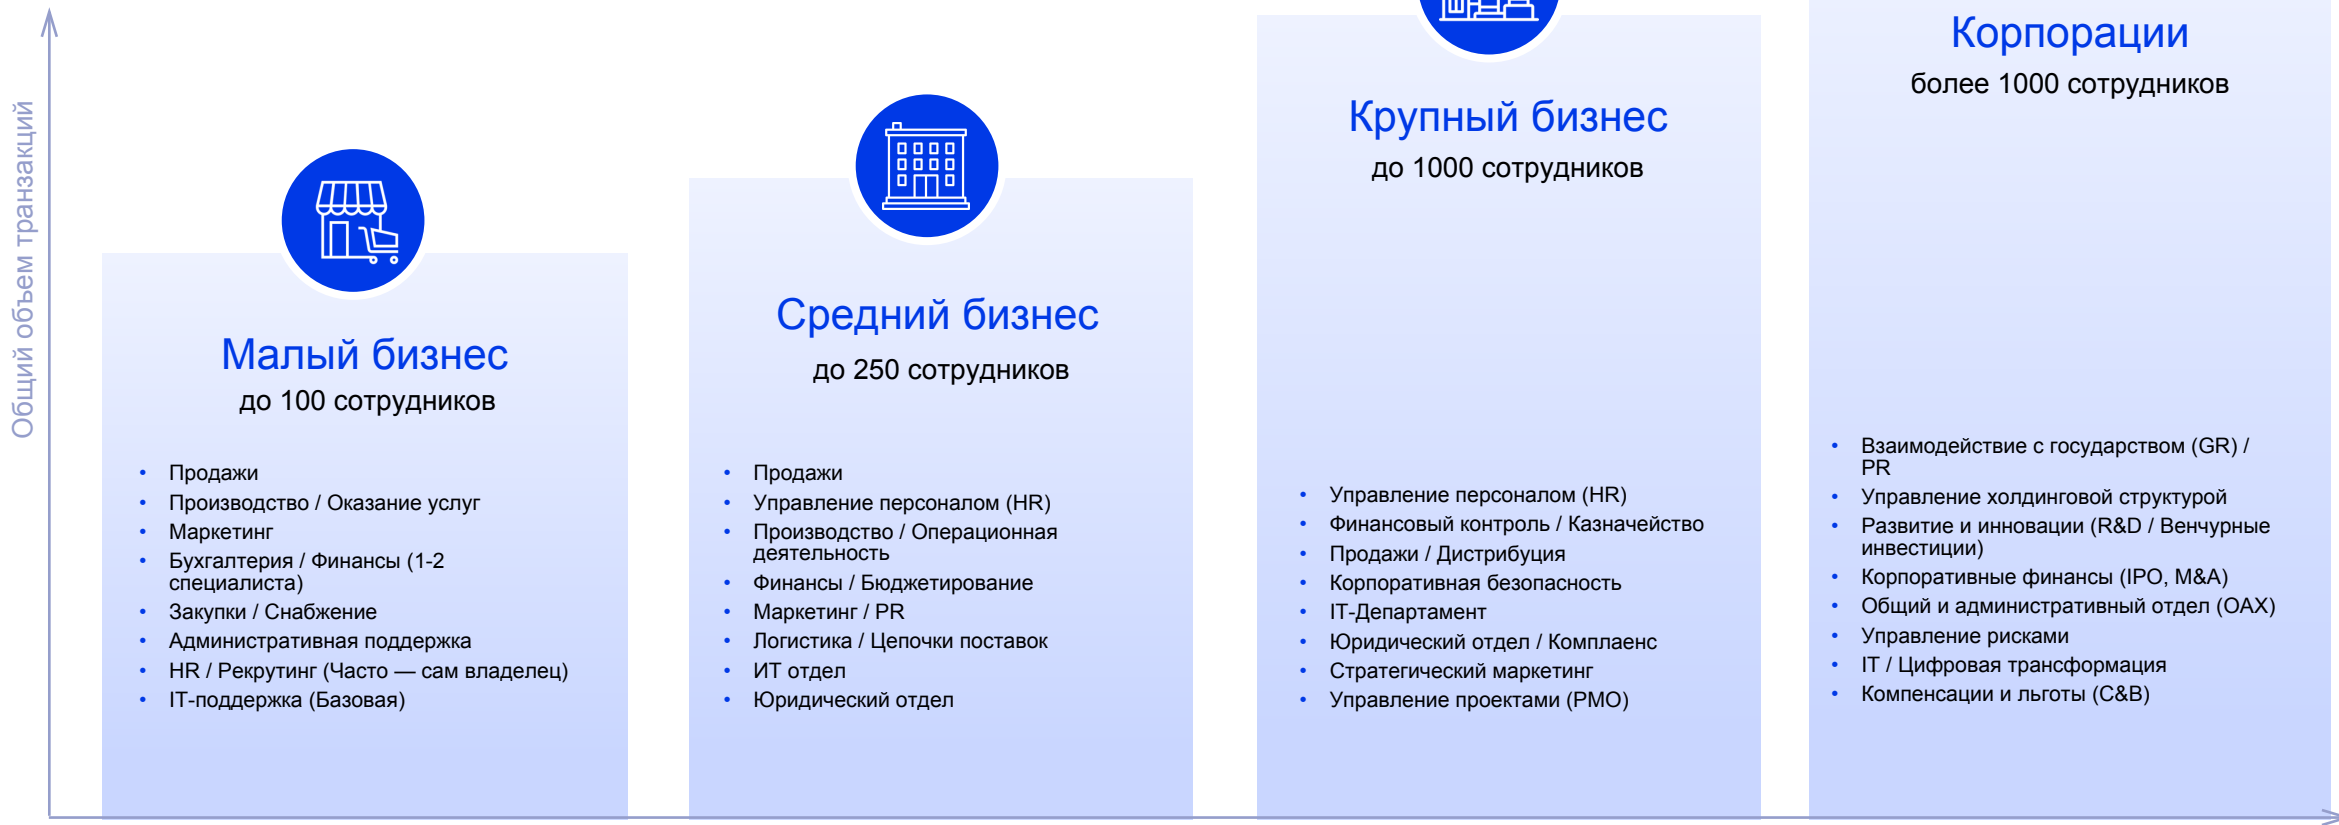 Общий объем транзакций
Малый бизнес
до 100 сотрудников
• Продажи
• Производство / Оказание услуг
• Маркетинг
• Бухгалтерия / Финансы (1-2
специалиста)
• Закупки / Снабжение
• Административная поддержка
• HR / Рекрутинг (Часто — сам владелец)
• IT-поддержка (Базовая)
Средний бизнес
до 250 сотрудников
• Продажи
• Управление персоналом (HR)
• Производство / Операционная
деятельность
• Финансы / Бюджетирование
• Маркетинг / PR
• Логистика / Цепочки поставок
• ИТ отдел
• Юридический отдел
Крупный бизнес
до 1000 сотрудников
• Управление персоналом (HR)
• Финансовый контроль / Казначейство
• Продажи / Дистрибуция
• Корпоративная безопасность
• IT-Департамент
• Юридический отдел / Комплаенс
• Стратегический маркетинг
• Управление проектами (PMO)
Корпорации
более 1000 сотрудников
• Взаимодействие с государством (GR) /
PR
• Управление холдинговой структурой
• Развитие и инновации (R&D / Венчурные
инвестиции)
• Корпоративные финансы (IPO, M&A)
• Общий и административный отдел (ОАХ)
• Управление рисками
• IT / Цифровая трансформация
• Компенсации и льготы (C&B)